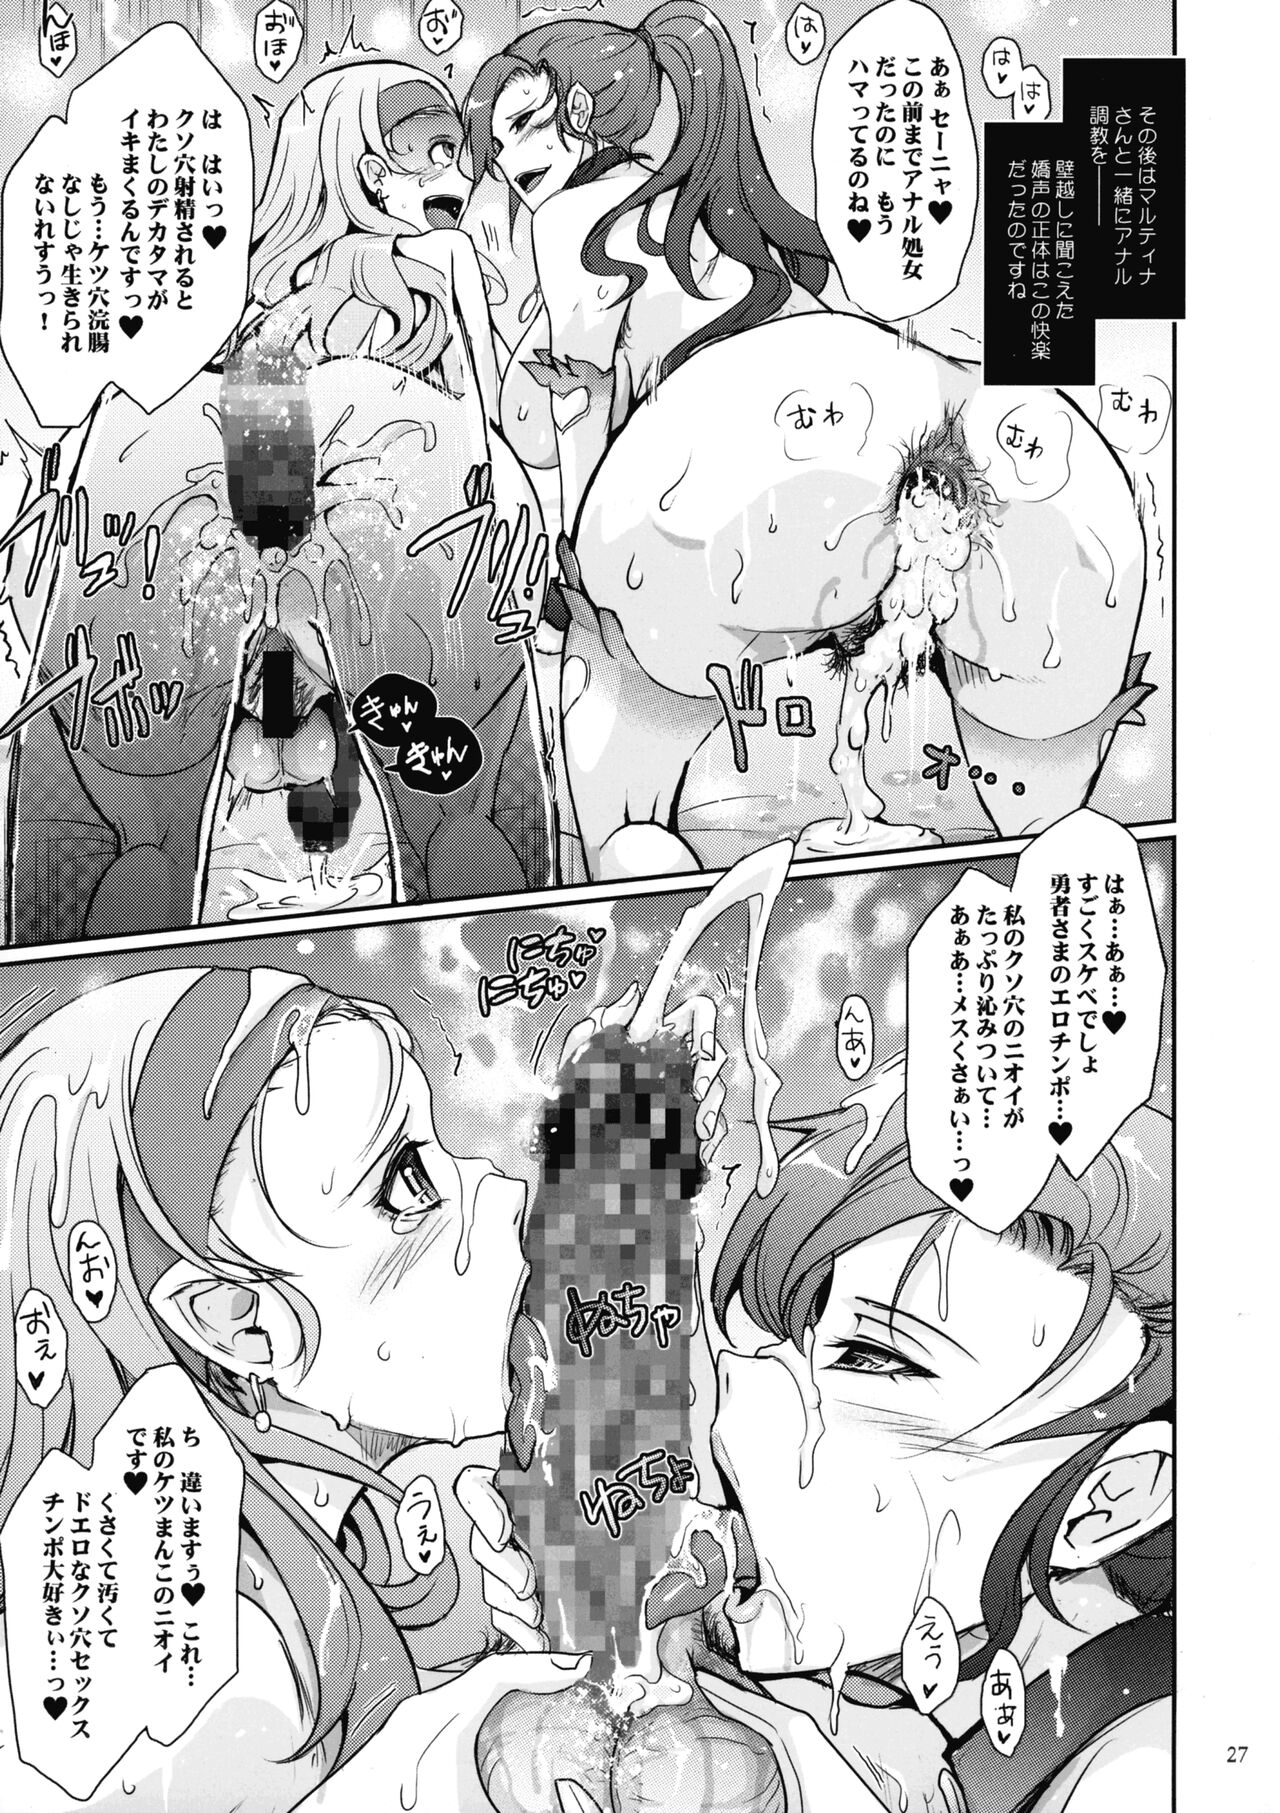 その後はマルティナ
さんと一緒にアナル
調教を――
壁越しに聞こえた
嬌声の正体はこの快楽
だったのですね
ははっ♥
は♥
あぁ セーニャ♥
この前までアナル処女
だったのに もう
ハマってるのね♥
お♥
おほ♥
んほ♥
は はいっ♥
クソ穴射精されると
わたしのデカタマが
イキまくるんですっ♥
もう…ケツ穴浣腸
なしじゃ生きられ
ないれすうっ！
むわ
むわ
むわ
ブリュ！
ブビュッ！
ヌボッ
きゅん♥
きゅん♥
ドロ
オ…
はぁ…あぁ…♥
すごくスケベでしょ
勇者さまのエロチンポ…♥
私のクソ穴のニオイが
たっぷり沁みついて…
あぁあ…メスくさぁい…っ♥
んあ♥
にちゅ♥
にちゅ♥
ぬちゃ
ねちょ
んお♥
おえ♥
うえ♥
えう♥
ああ♥
ち 違いますぅ♥ これ…
私のケツまんこのニオイ
です♥
くさくて汚くて
ドエロなクソ穴セックス
チンポ大好きぃ…っ♥
27